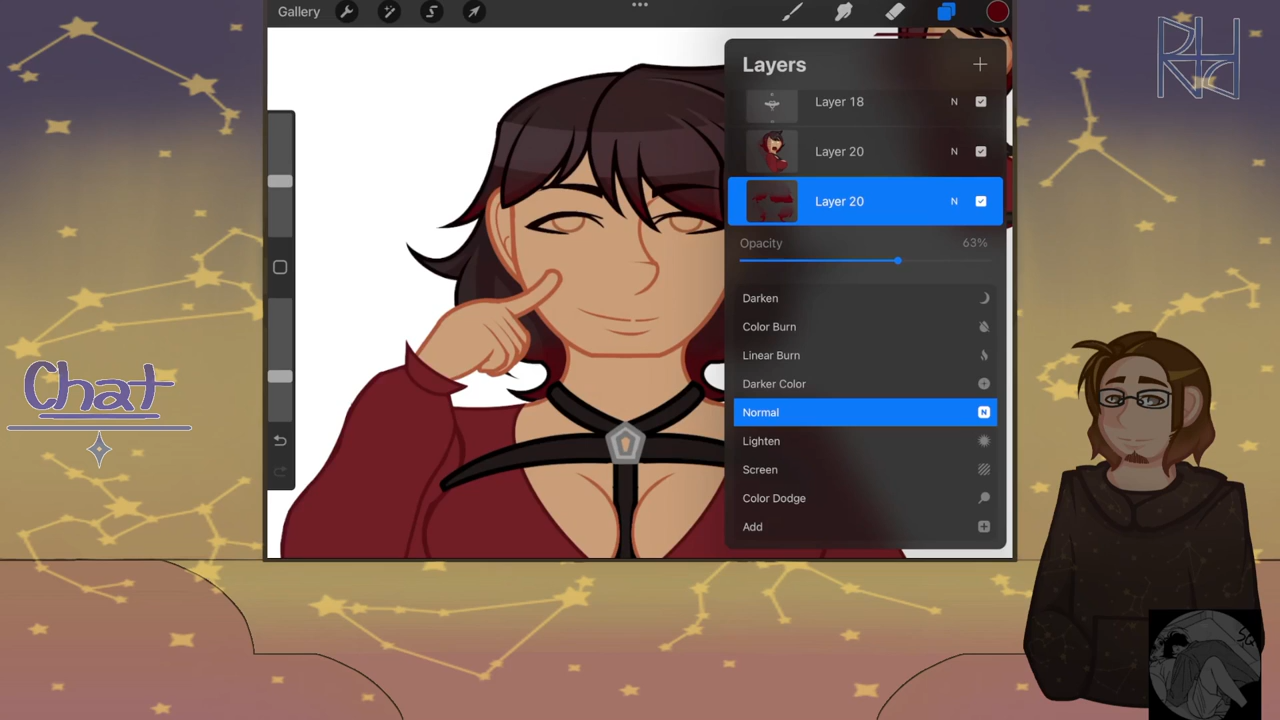 Gallery
Layers
Layer 18 N
Layer 20 N
Layer 20 N
Opacity 63%
Darken
Color Burn
Linear Burn
Darker Color
Normal N
Lighten
Screen
Color Dodge
Add
Chat